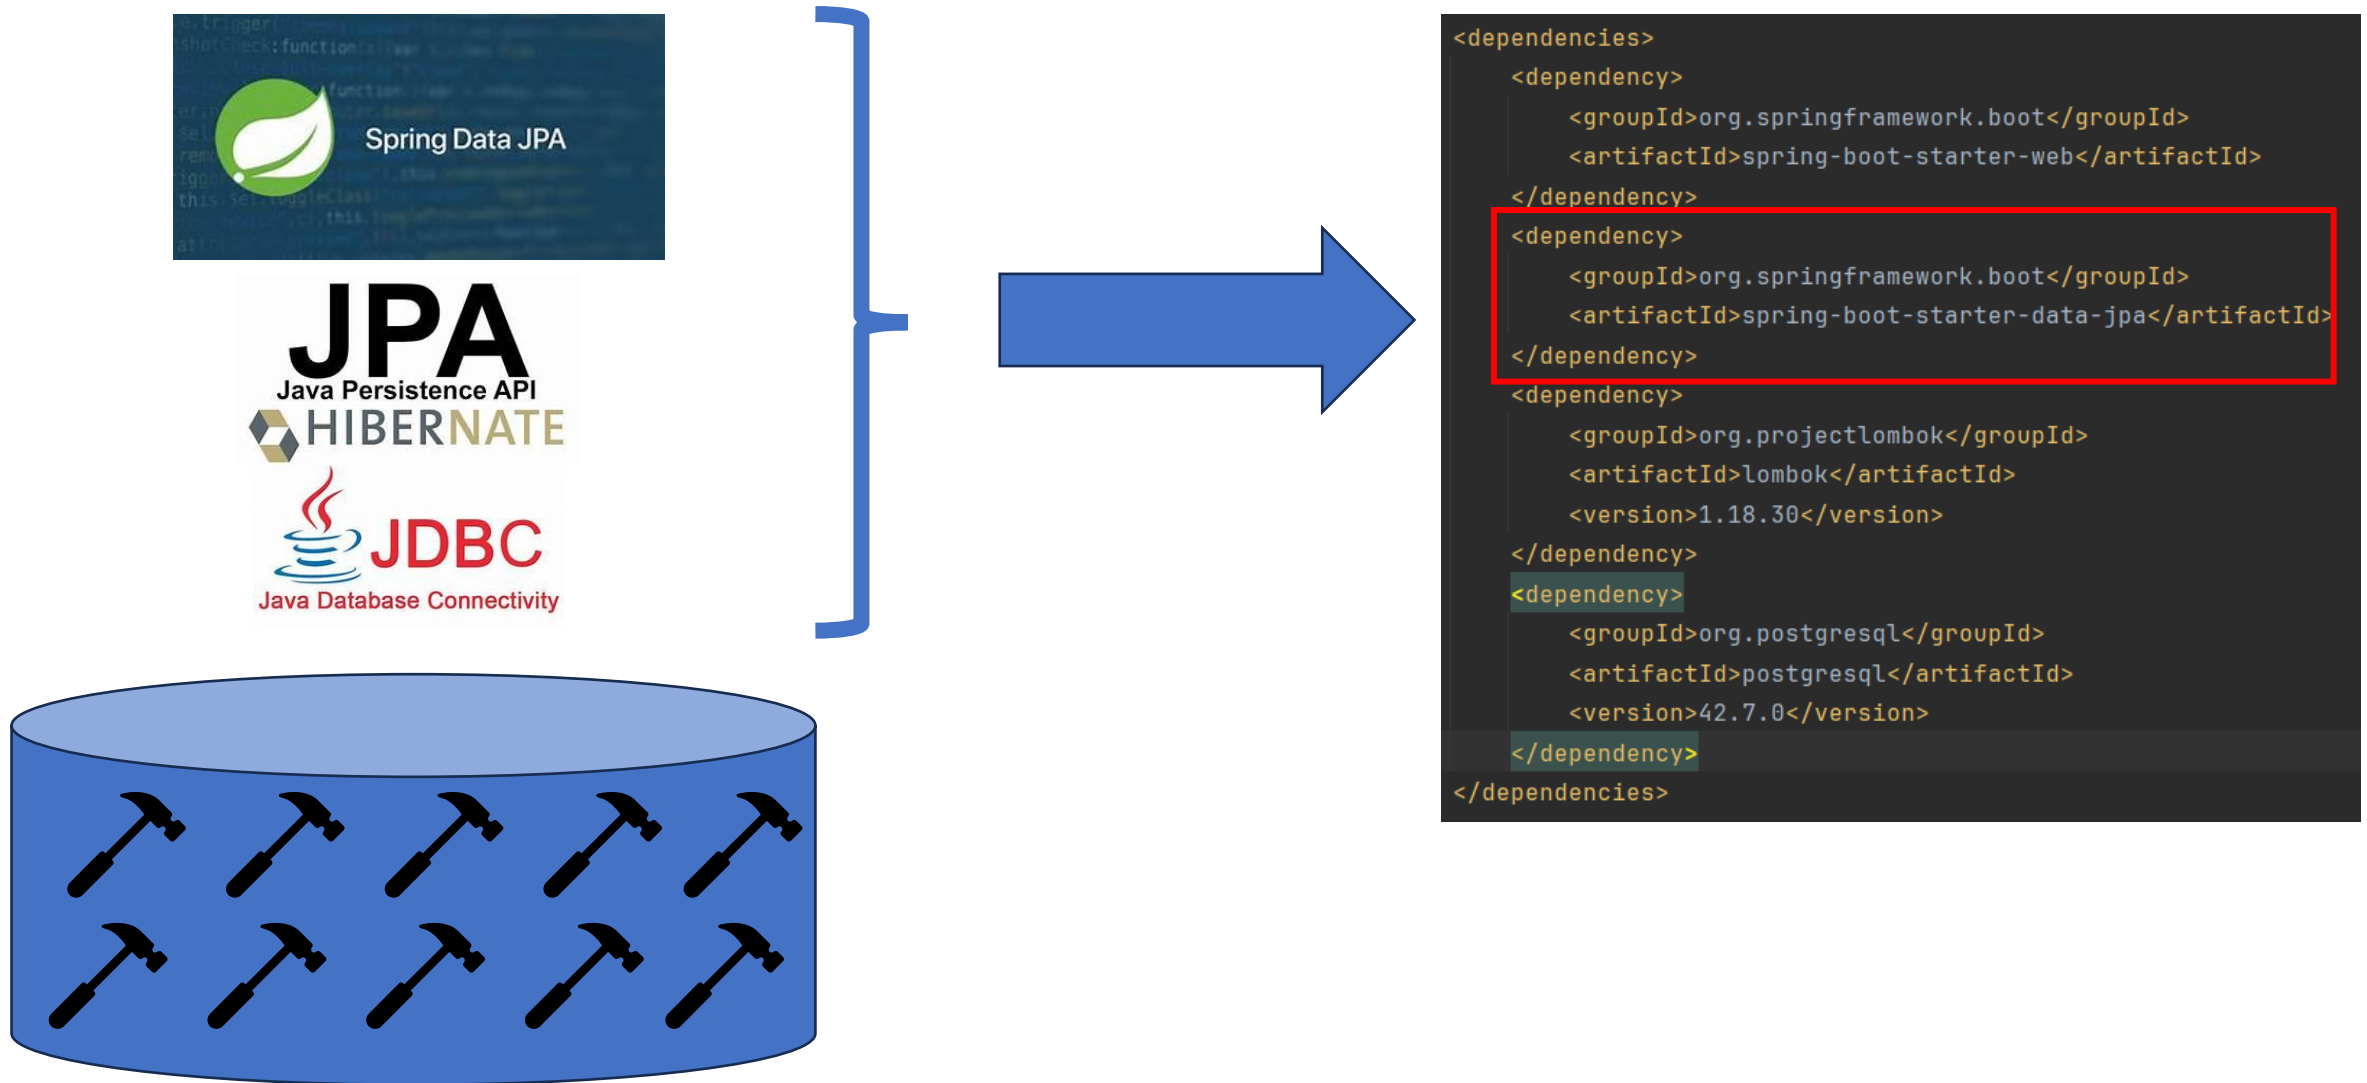 Spring Data JPA
JPA
Java Persistence API
HIBERNATE
JDBC
Java Database Connectivity
<dependencies>
<dependency>
<groupId>org.springframework.boot</groupId>
<artifactId>spring-boot-starter-web</artifactId>
</dependency>
<dependency>
<groupId>org.springframework.boot</groupId>
<artifactId>spring-boot-starter-data-jpa</artifactId>
</dependency>
<dependency>
<groupId>org.projectlombok</groupId>
<artifactId>lombok</artifactId>
<version>1.18.30</version>
</dependency>
<dependency>
<groupId>org.postgresql</groupId>
<artifactId>postgresql</artifactId>
<version>42.7.0</version>
</dependency>
</dependencies>